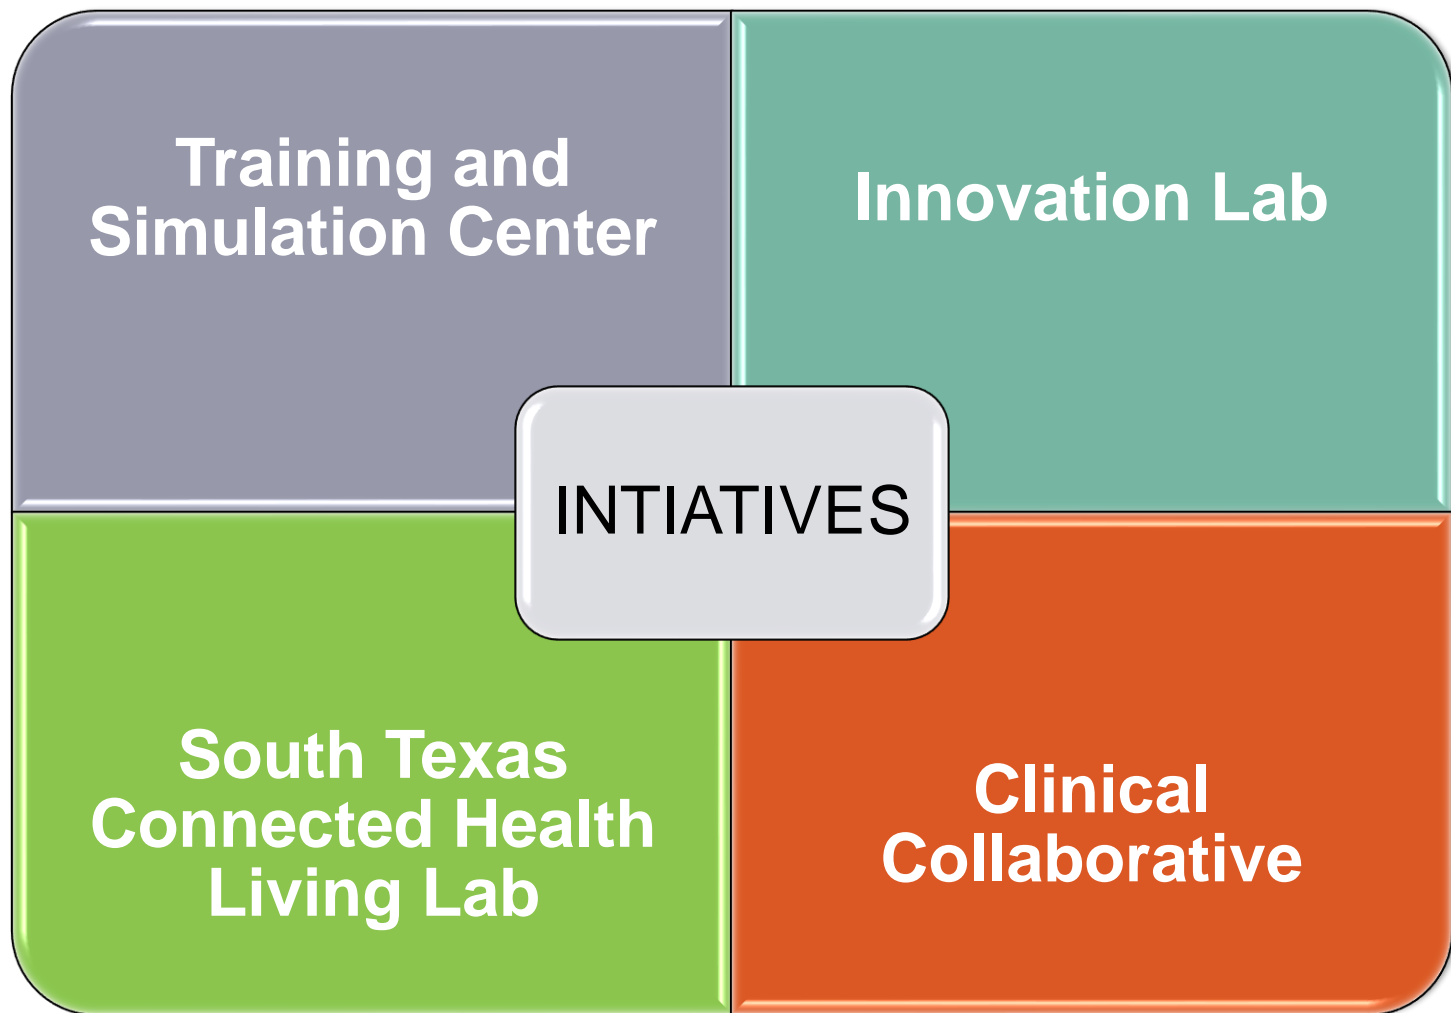 Training and
Simulation Center
Innovation Lab
INTIATIVES
South Texas
Connected Health
Living Lab
Clinical
Collaborative